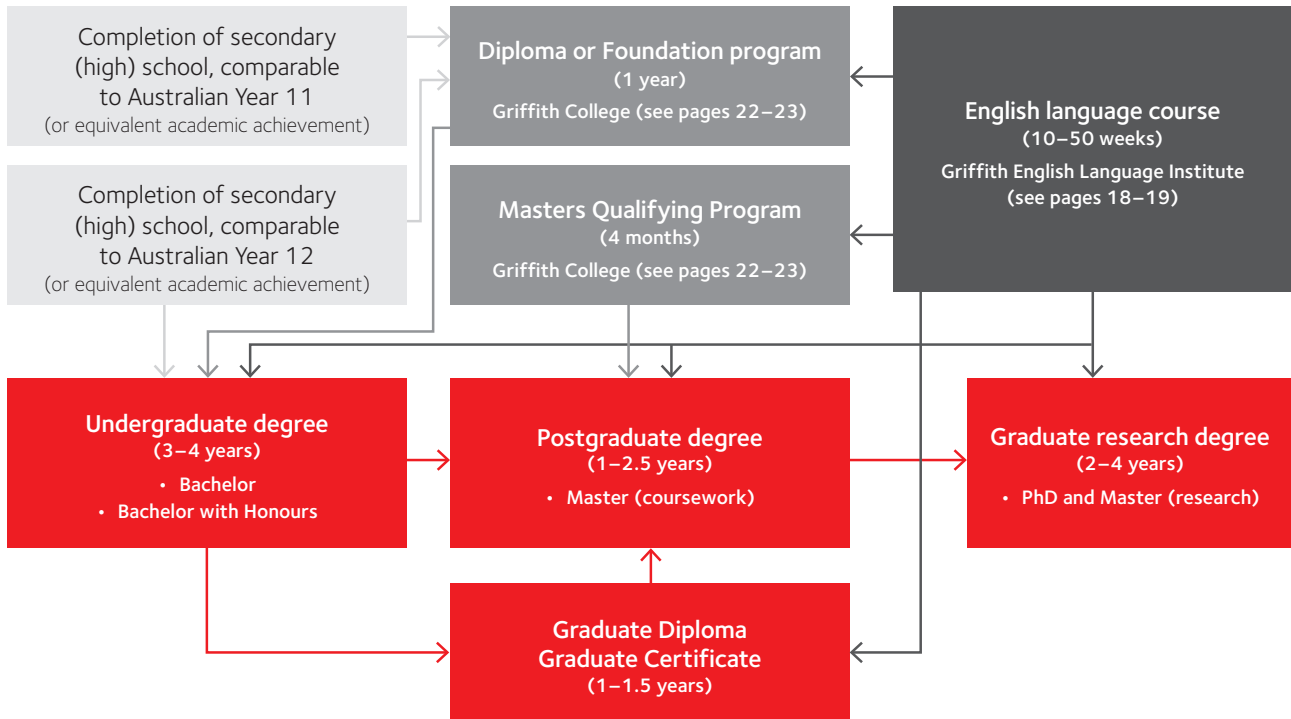 Completion of secondary
(high) school, comparable
to Australian Year 11
(or equivalent academic achievement)
Diploma or Foundation program
(1 year)
Griffith College (see pages 22–23)
English language course
(10–50 weeks)
Griffith English Language Institute
(see pages 18–19)
Completion of secondary
(high) school, comparable
to Australian Year 12
(or equivalent academic achievement)
Masters Qualifying Program
(4 months)
Griffith College (see pages 22–23)
Undergraduate degree
(3–4 years)
• Bachelor
• Bachelor with Honours
Postgraduate degree
(1–2.5 years)
• Master (coursework)
Graduate research degree
(2–4 years)
• PhD and Master (research)
Graduate Diploma
Graduate Certificate
(1–1.5 years)